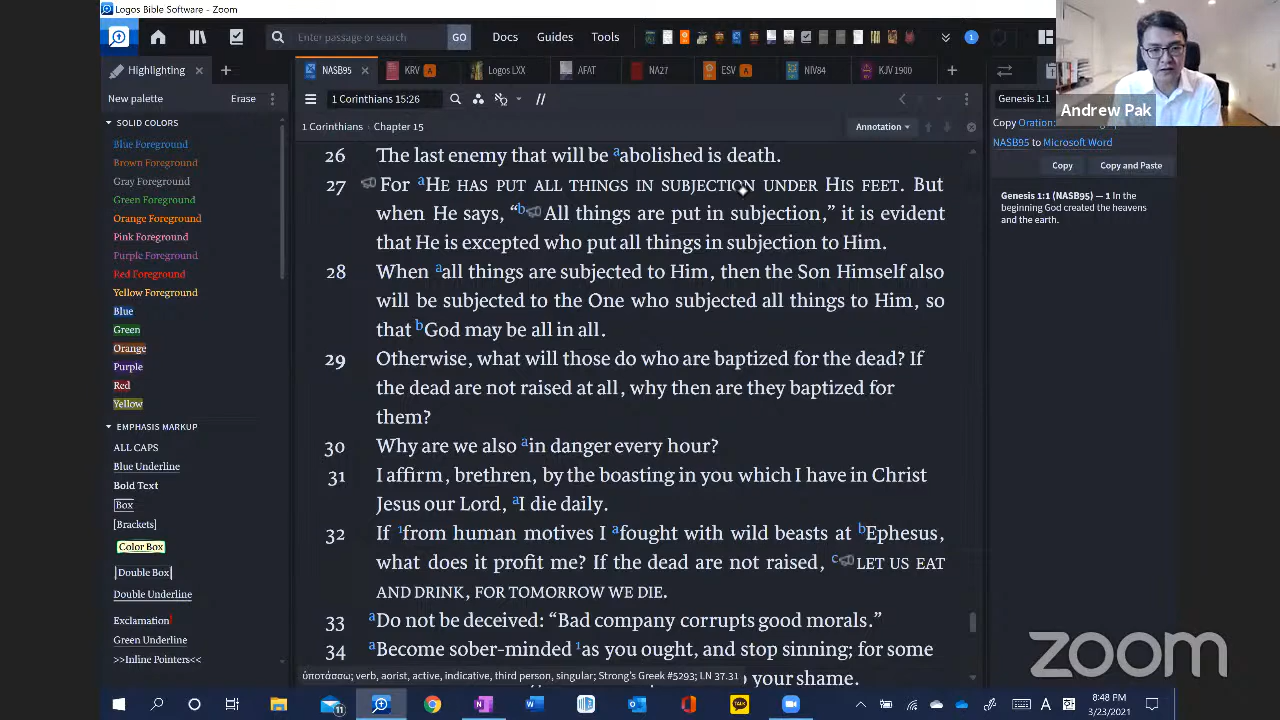 Logos Bible Software - Zoom
Enter passage or search GO Docs Guides Tools 1
Highlighting NASB95 KRV A Logos LXX AFAT NA27 ESV A NIV84 KJV 1900
New palette Erase 1 Corinthians 15:26 // Genesis 1:1
Andrew Pak
1 Corinthians Chapter 15 Annotation
Copy Oration:
NASB95 to Microsoft Word
Copy Copy and Paste
Genesis 1:1 (NASB95) — 1 In the
beginning God created the heavens
and the earth.
SOLID COLORS
Blue Foreground
Brown Foreground
Gray Foreground
Green Foreground
Orange Foreground
Pink Foreground
Purple Foreground
Red Foreground
Yellow Foreground
Blue
Green
Orange
Purple
Red
Yellow
EMPHASIS MARKUP
ALL CAPS
Blue Underline
Bold Text
Box
[Brackets]
Color Box
Double Box
Double Underline
Exclamation!
Green Underline
>>Inline Pointers<<
26 The last enemy that will be a abolished is death.
27 For a HE HAS PUT ALL THINGS IN SUBJECTION UNDER HIS FEET. But
when He says, “b All things are put in subjection,” it is evident
that He is excepted who put all things in subjection to Him.
28 When a all things are subjected to Him, then the Son Himself also
will be subjected to the One who subjected all things to Him, so
that b God may be all in all.
29 Otherwise, what will those do who are baptized for the dead? If
the dead are not raised at all, why then are they baptized for
them?
30 Why are we also a in danger every hour?
31 I affirm, brethren, by the boasting in you which I have in Christ
Jesus our Lord, a I die daily.
32 If 1 from human motives I a fought with wild beasts at b Ephesus,
what does it profit me? If the dead are not raised, c LET US EAT
AND DRINK, FOR TOMORROW WE DIE.
33 a Do not be deceived: “Bad company corrupts good morals.”
34 a Become sober-minded 1 as you ought, and stop sinning; for some
your shame.
ὑποτάσσω; verb, aorist, active, indicative, third person, singular; Strong's Greek #5293; LN 37.31
zoom
11 TALK A 8:48 PM
3/23/2021